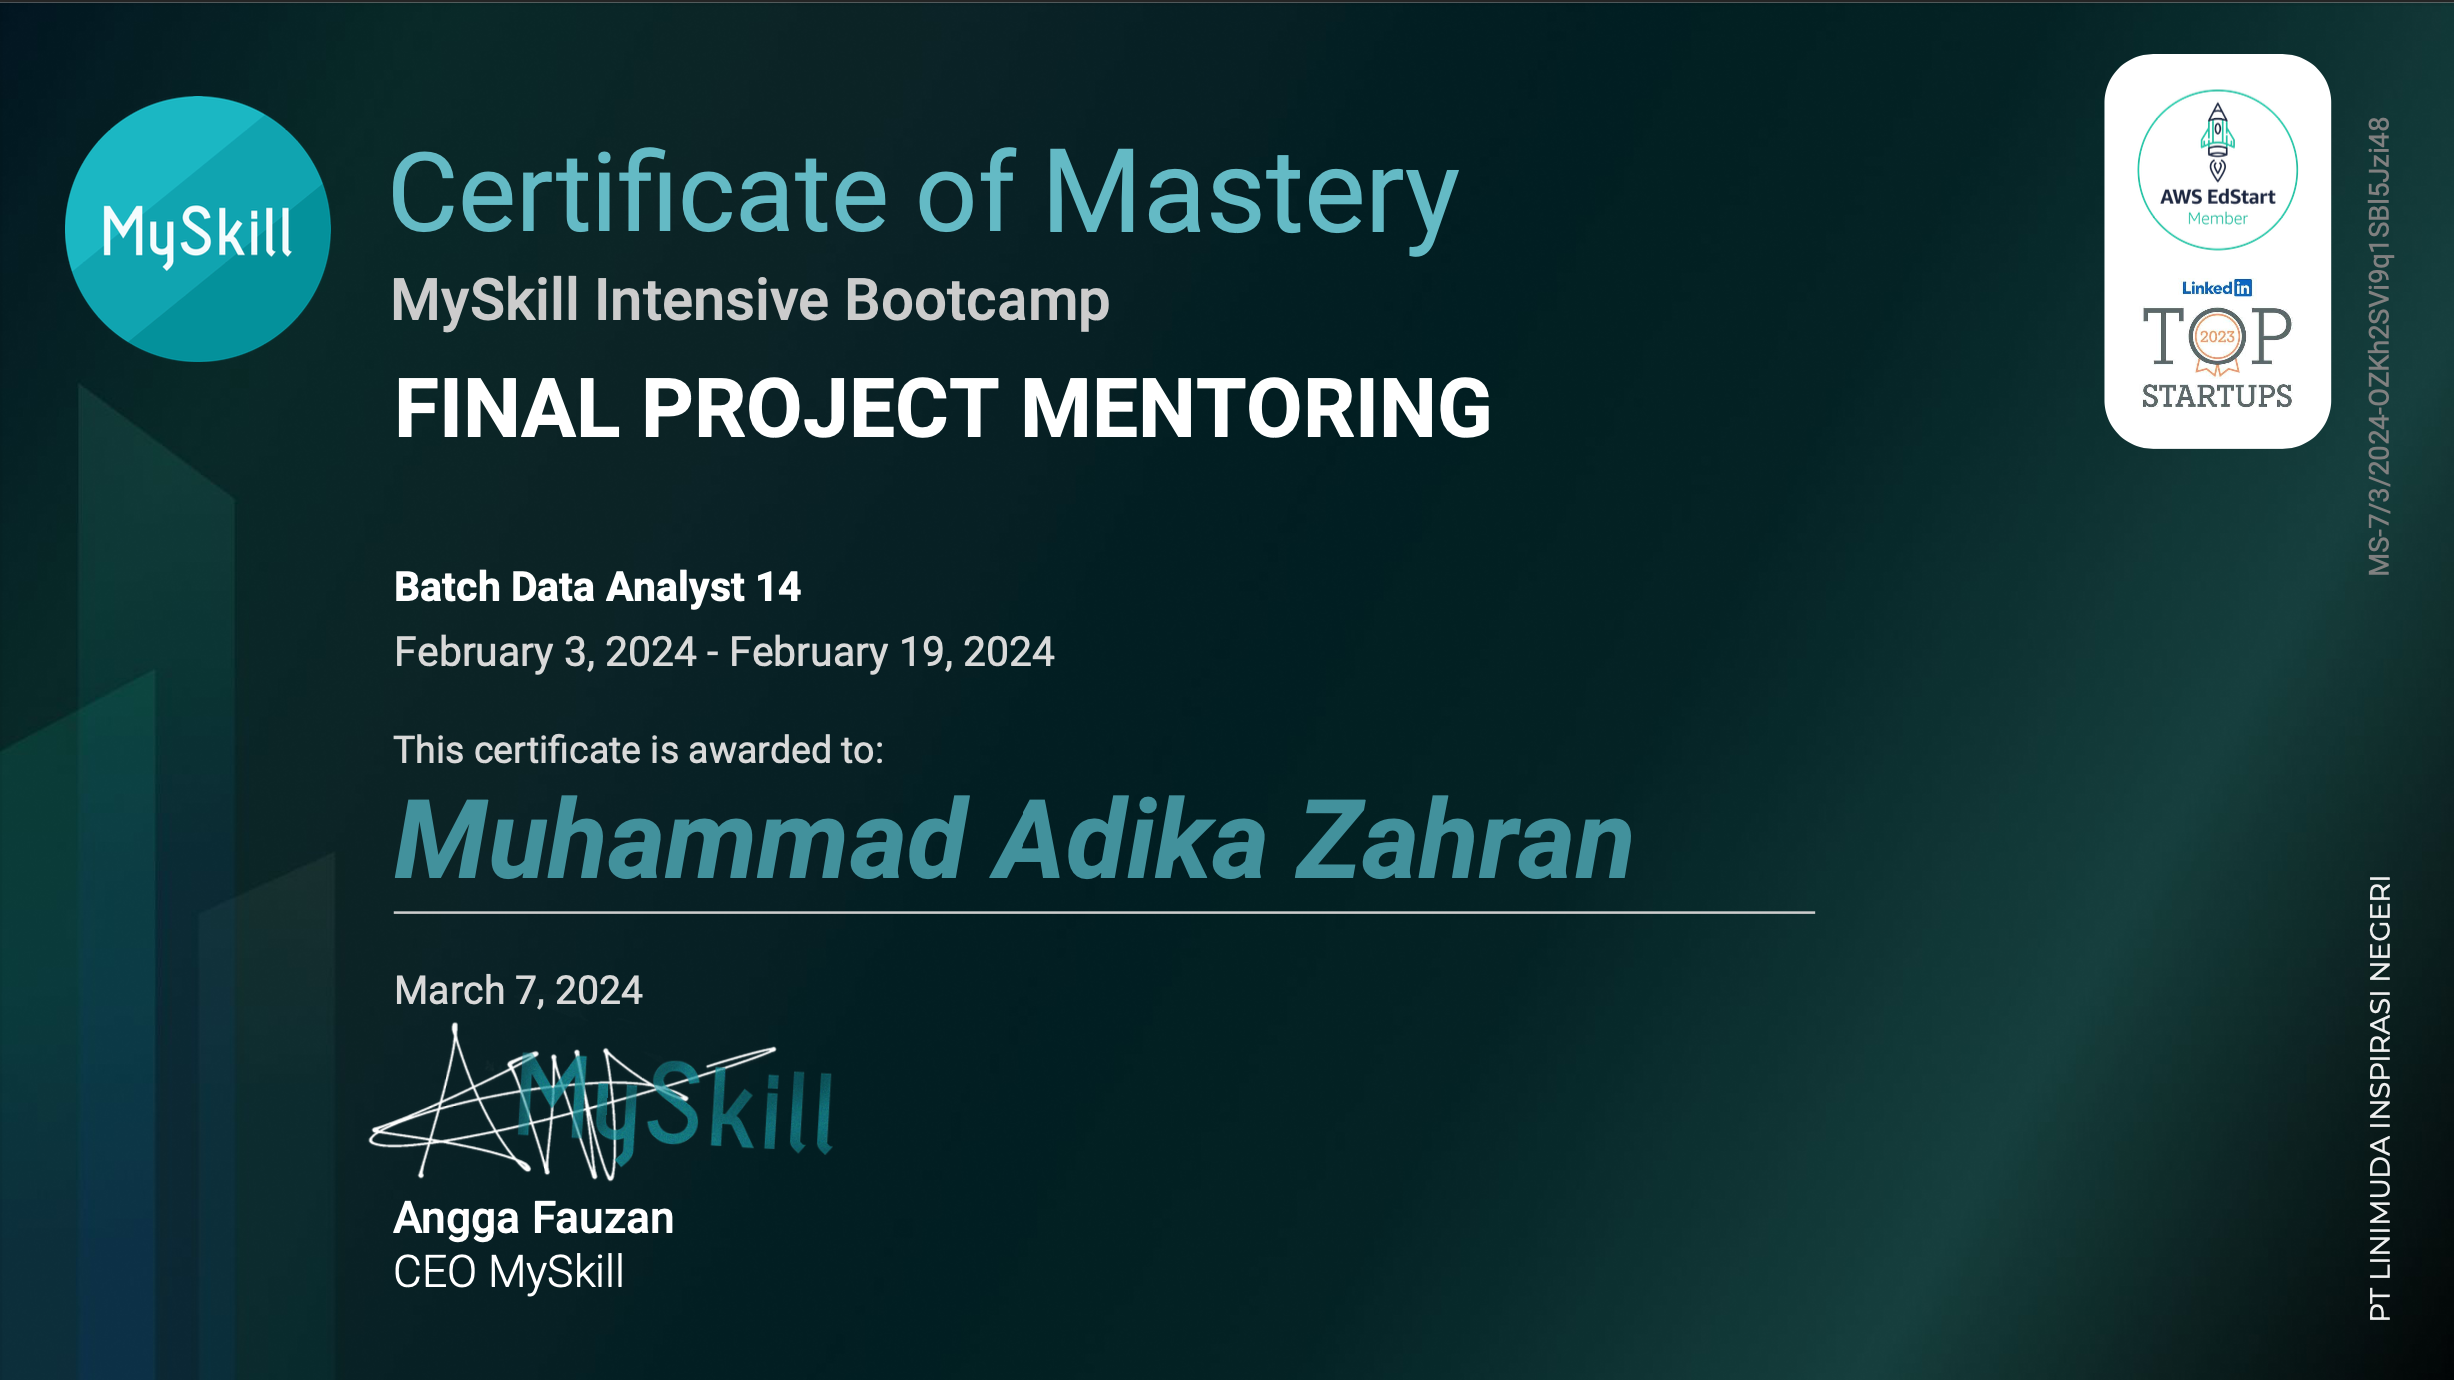 MySkill
Certificate of Mastery
MySkill Intensive Bootcamp
FINAL PROJECT MENTORING
Batch Data Analyst 14
February 3, 2024 - February 19, 2024
This certificate is awarded to:
Muhammad Adika Zahran
March 7, 2024
MySkill
Angga Fauzan
CEO MySkill
AWS EdStart
Member
Linked in
TOP
2023
STARTUPS
MS-7/3/2024-OZKh2SVi9q1SBI5Jzi48
PT LINIMUDA INSPIRASI NEGERI